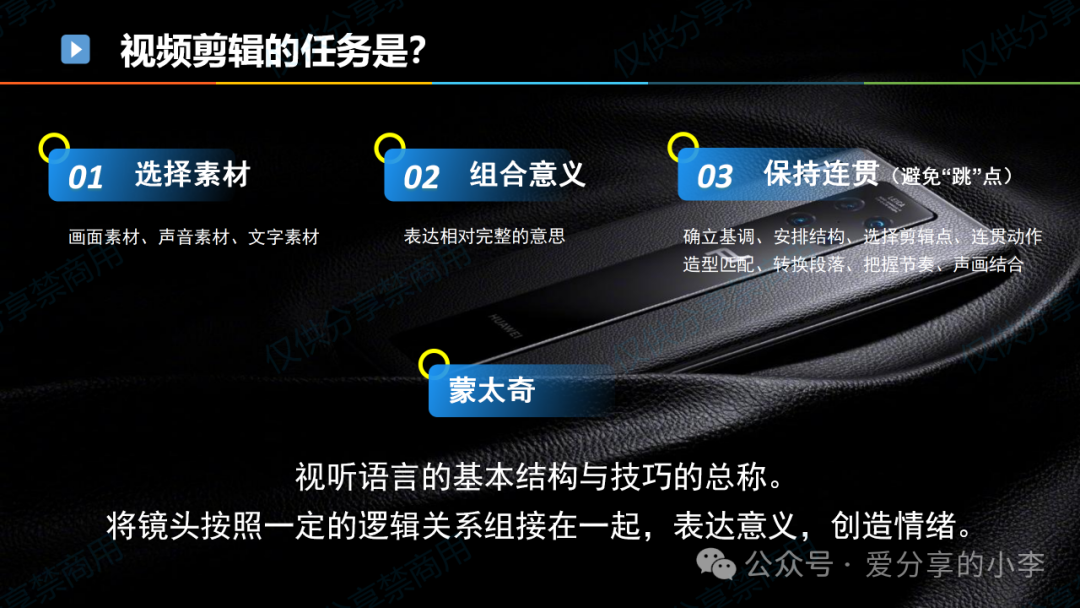 视频剪辑的任务是?
01 选择素材
画面素材、声音素材、文字素材
02 组合意义
表达相对完整的意思
03 保持连贯（避免“跳”点）
确立基调、安排结构、选择剪辑点、连贯动作
造型匹配、转换段落、把握节奏、声画结合
LEICA
HUAWEI
蒙太奇
视听语言的基本结构与技巧的总称。
将镜头按照一定的逻辑关系组接在一起，表达意义，创造情绪。
公众号·爱分享的小李
仅供分享禁商用